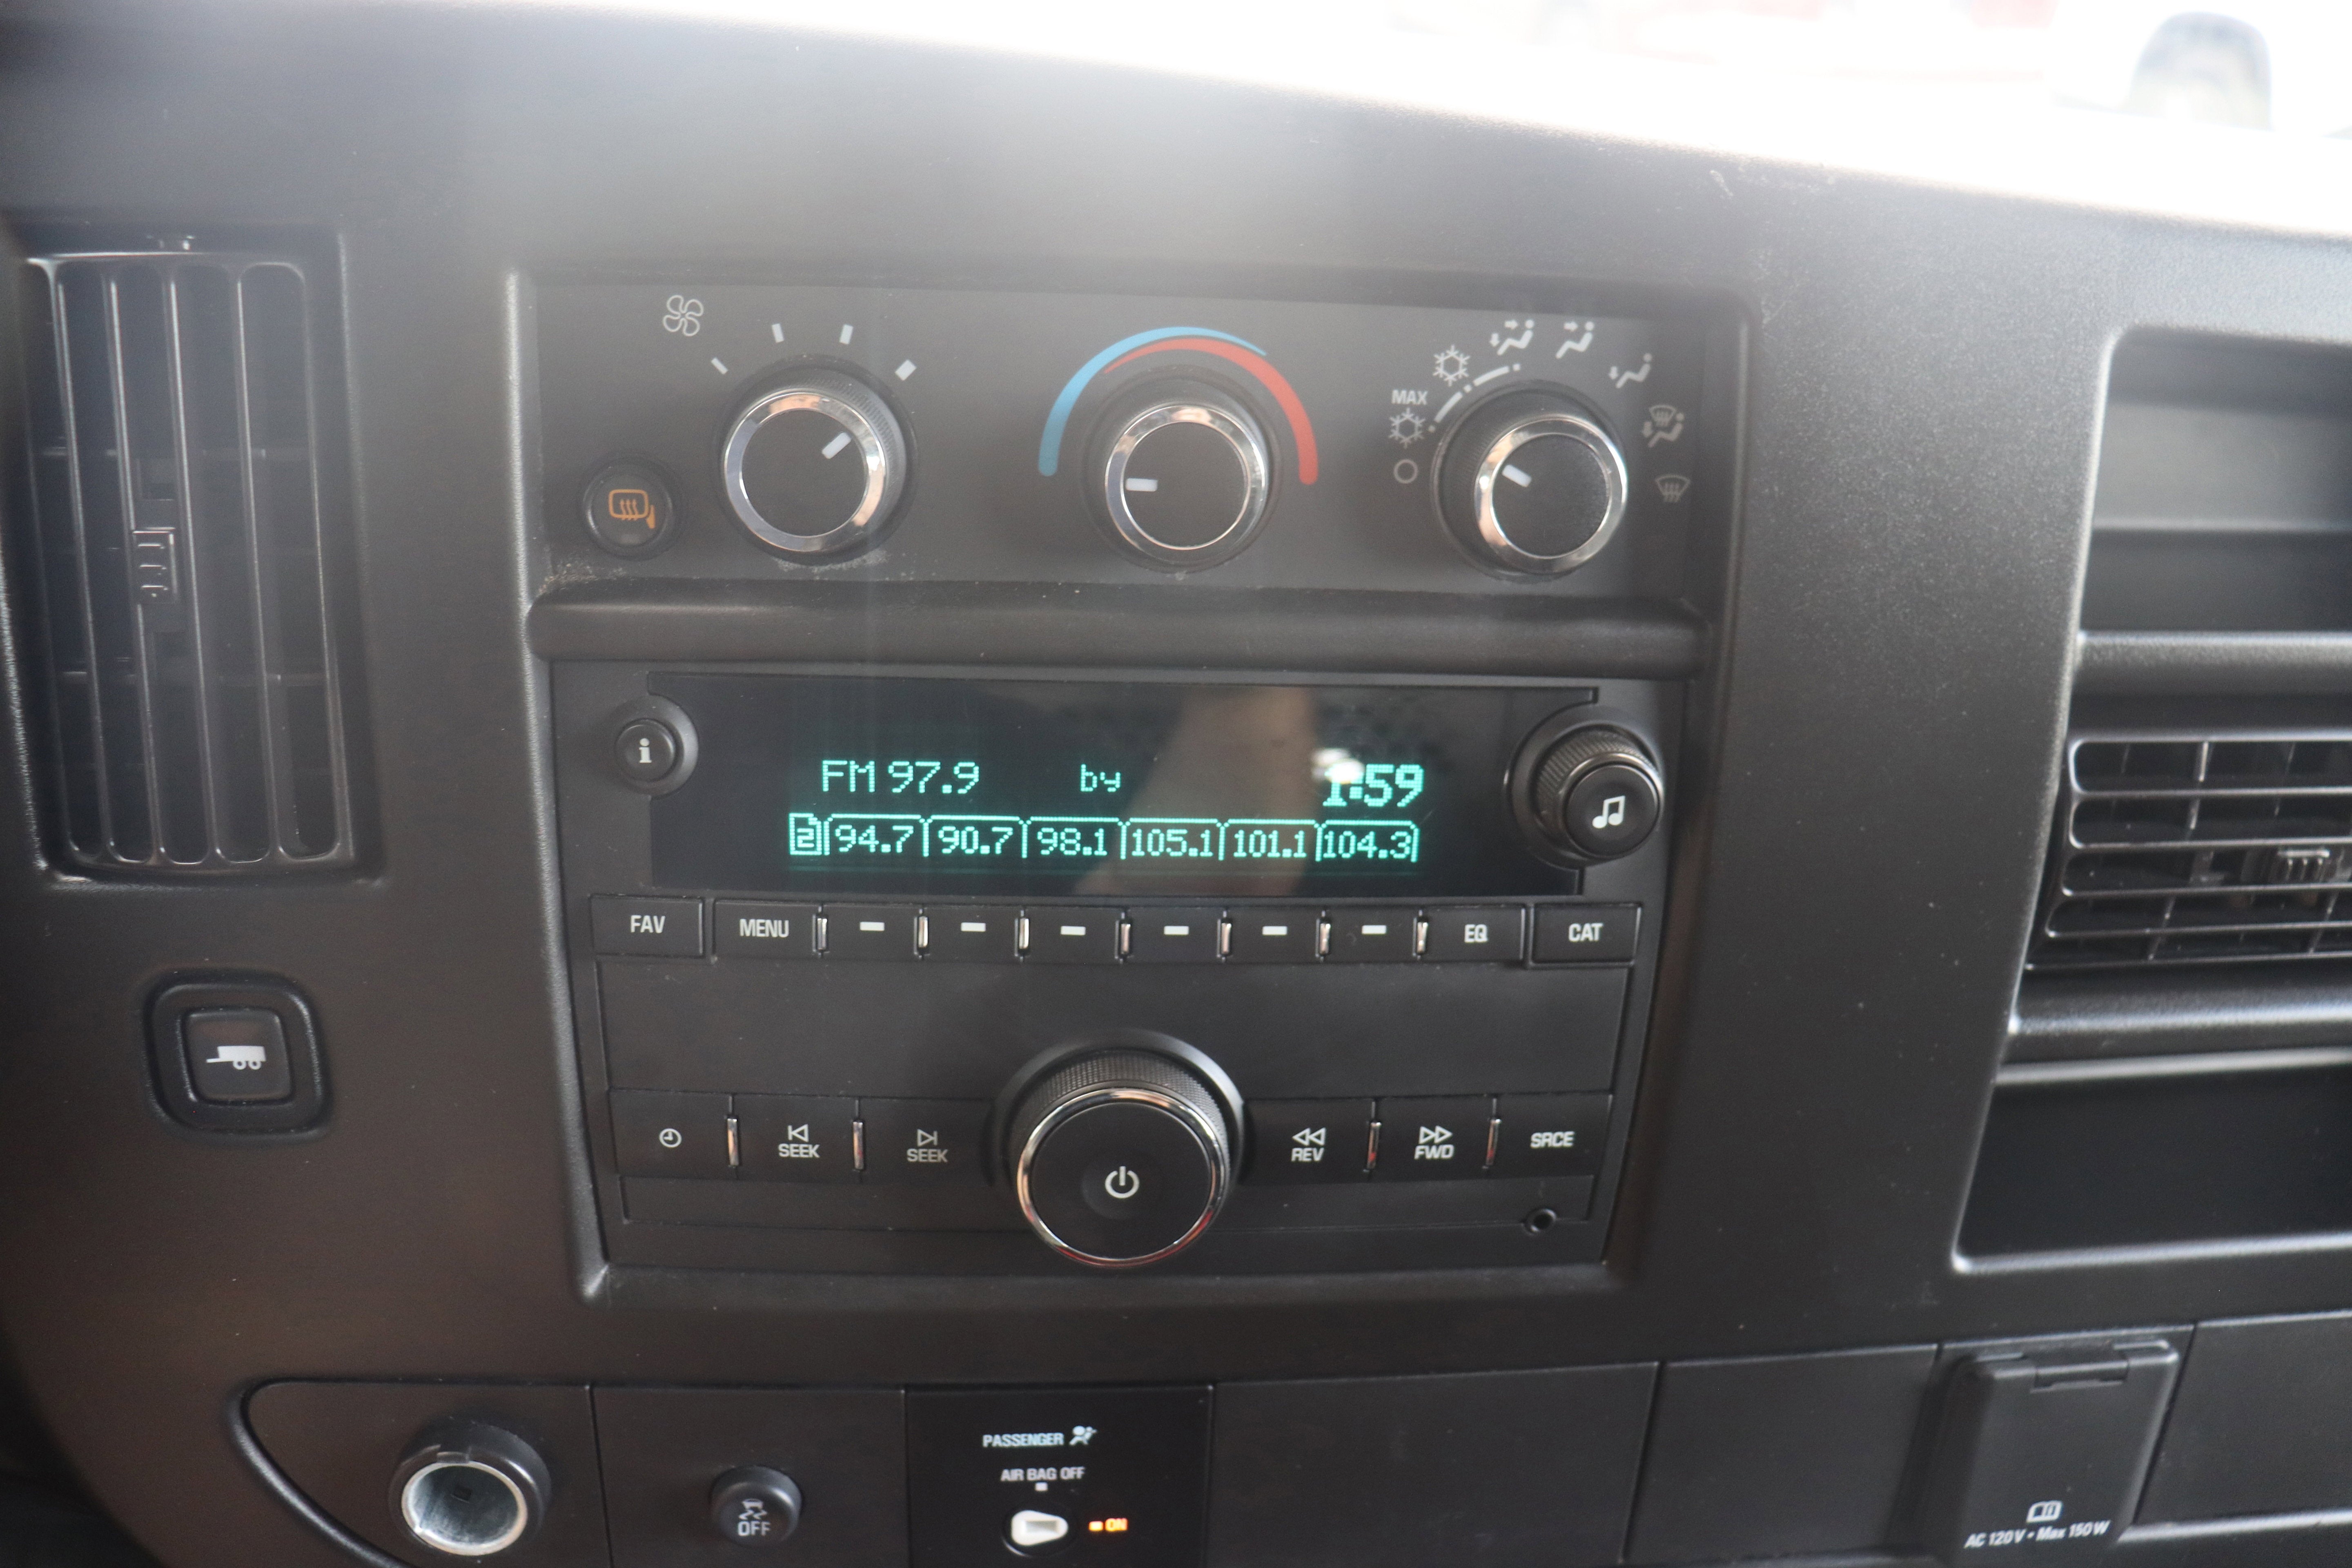 MAX
i
FM 97.9 by 1:59
2 94.7 90.7 98.1 105.1 101.1 104.3
FAV MENU EQ CAT
SEEK SEEK REV FWD SRCE
PASSENGER
AIR BAG OFF
ON
OFF
AC 120V • Max 150W